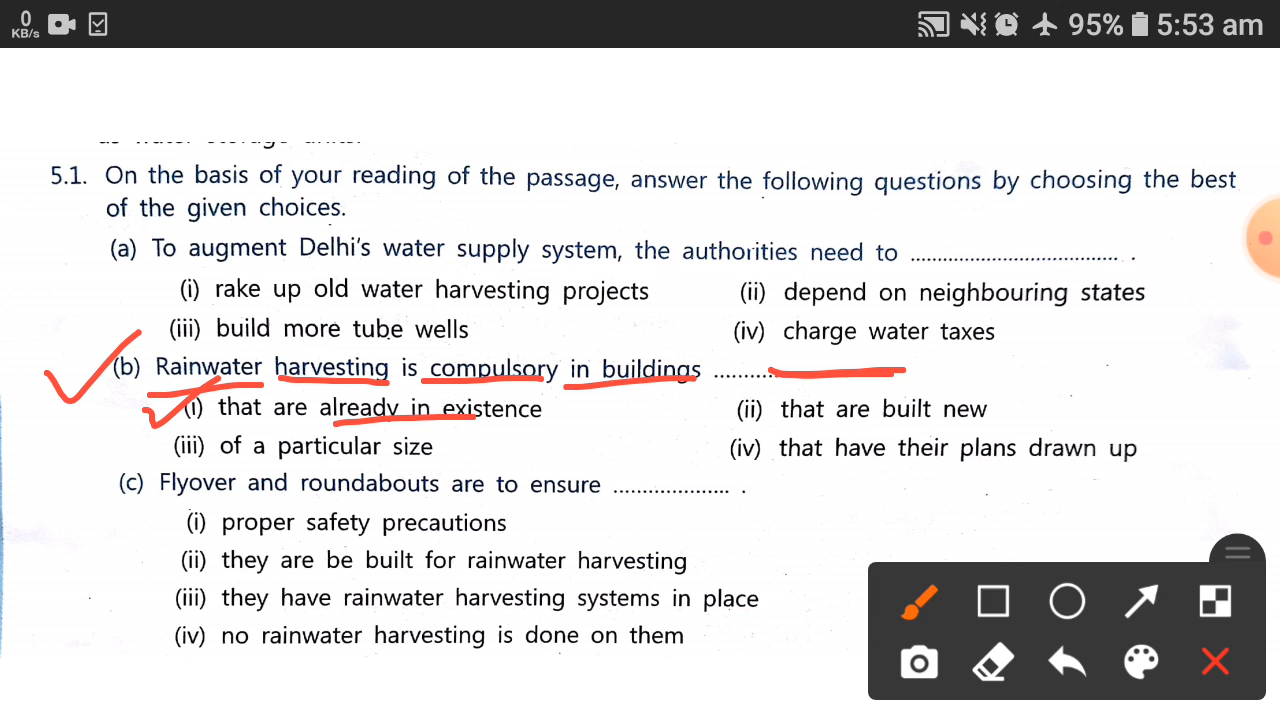 0
KB/s
95% 5:53 am
5.1. On the basis of your reading of the passage, answer the following questions by choosing the best
of the given choices.
(a) To augment Delhi's water supply system, the authorities need to .................................... .
(i) rake up old water harvesting projects (ii) depend on neighbouring states
(iii) build more tube wells (iv) charge water taxes
(b) Rainwater harvesting is compulsory in buildings ..........
(i) that are already in existence (ii) that are built new
(iii) of a particular size (iv) that have their plans drawn up
(c) Flyover and roundabouts are to ensure .................... .
(i) proper safety precautions
(ii) they are be built for rainwater harvesting
(iii) they have rainwater harvesting systems in place
(iv) no rainwater harvesting is done on them